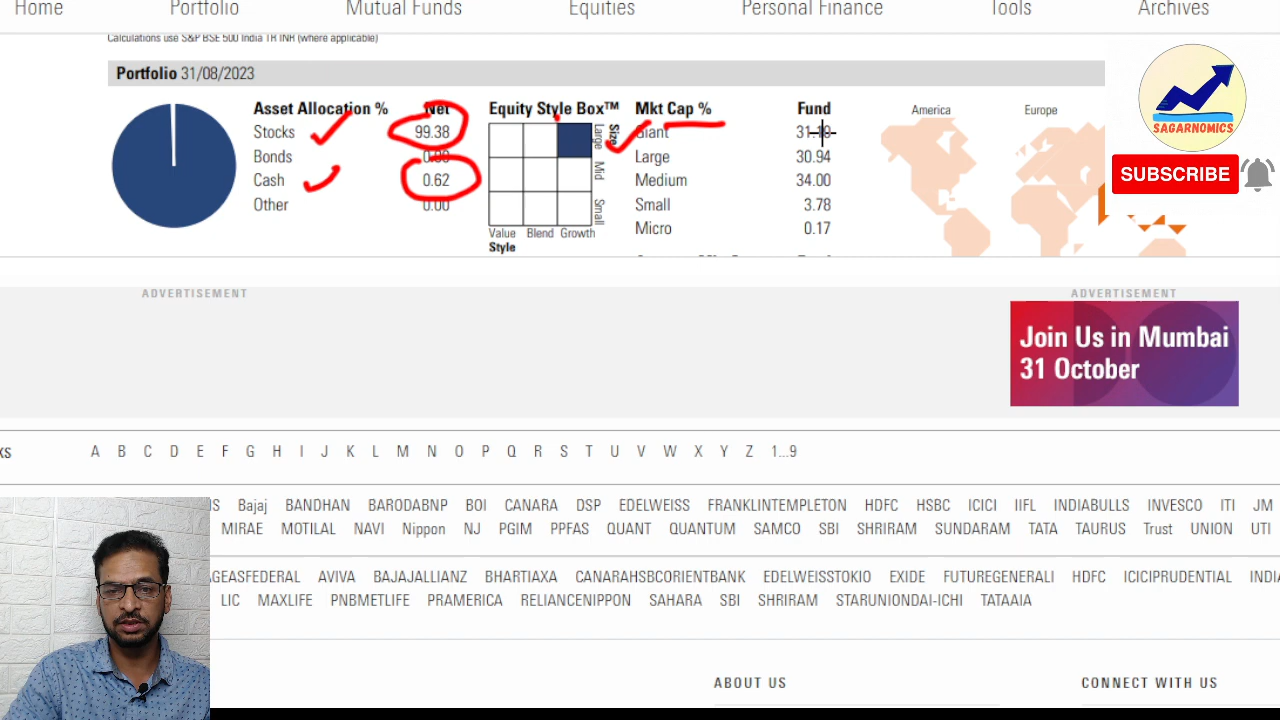 Home Portfolio Mutual Funds Equities Personal Finance Tools Archives
Calculations use S&P BSE 500 India TR INR (where applicable)
Portfolio 31/08/2023
Asset Allocation % Net
Stocks 99.38
Bonds 0.00
Cash 0.62
Other 0.00
Equity Style Box™
Large Mid Small
Size
Value Blend Growth
Style
Mkt Cap % Fund
Giant
Large 30.94
Medium 34.00
Small 3.78
Micro 0.17
America Europe
SAGARNOMICS
SUBSCRIBE
ADVERTISEMENT ADVERTISEMENT
Join Us in Mumbai
31 October
KS A B C D E F G H I J K L M N O P Q R S T U V W X Y Z 1...9
IS Bajaj BANDHAN BARODABNP BOI CANARA DSP EDELWEISS FRANKLINTEMPLETON HDFC HSBC ICICI IIFL INDIABULLS INVESCO ITI JM
MIRAE MOTILAL NAVI Nippon NJ PGIM PPFAS QUANT QUANTUM SAMCO SBI SHRIRAM SUNDARAM TATA TAURUS Trust UNION UTI
GEASFEDERAL AVIVA BAJAJALLIANZ BHARTIAXA CANARAHSBCORIENTBANK EDELWEISSTOKIO EXIDE FUTUREGENERALI HDFC ICICIPRUDENTIAL INDIA
LIC MAXLIFE PNBMETLIFE PRAMERICA RELIANCENIPPON SAHARA SBI SHRIRAM STARUNIONDAI-ICHI TATAAIA
ABOUT US CONNECT WITH US